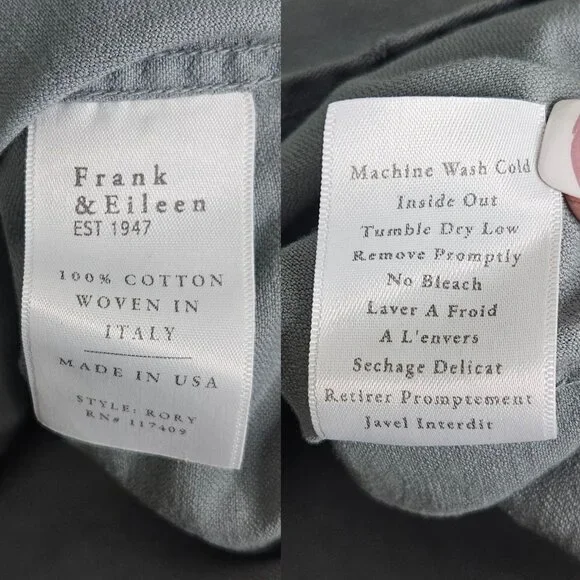 Frank
& Eileen
EST 1947
100% COTTON
WOVEN IN
ITALY
MADE IN USA
STYLE: RORY
RN# 117409
Machine Wash Cold
Inside Out
Tumble Dry Low
Remove Promptly
No Bleach
Laver A Froid
A L'envers
Sechage Delicat
Retirer Promptement
Javel Interdit